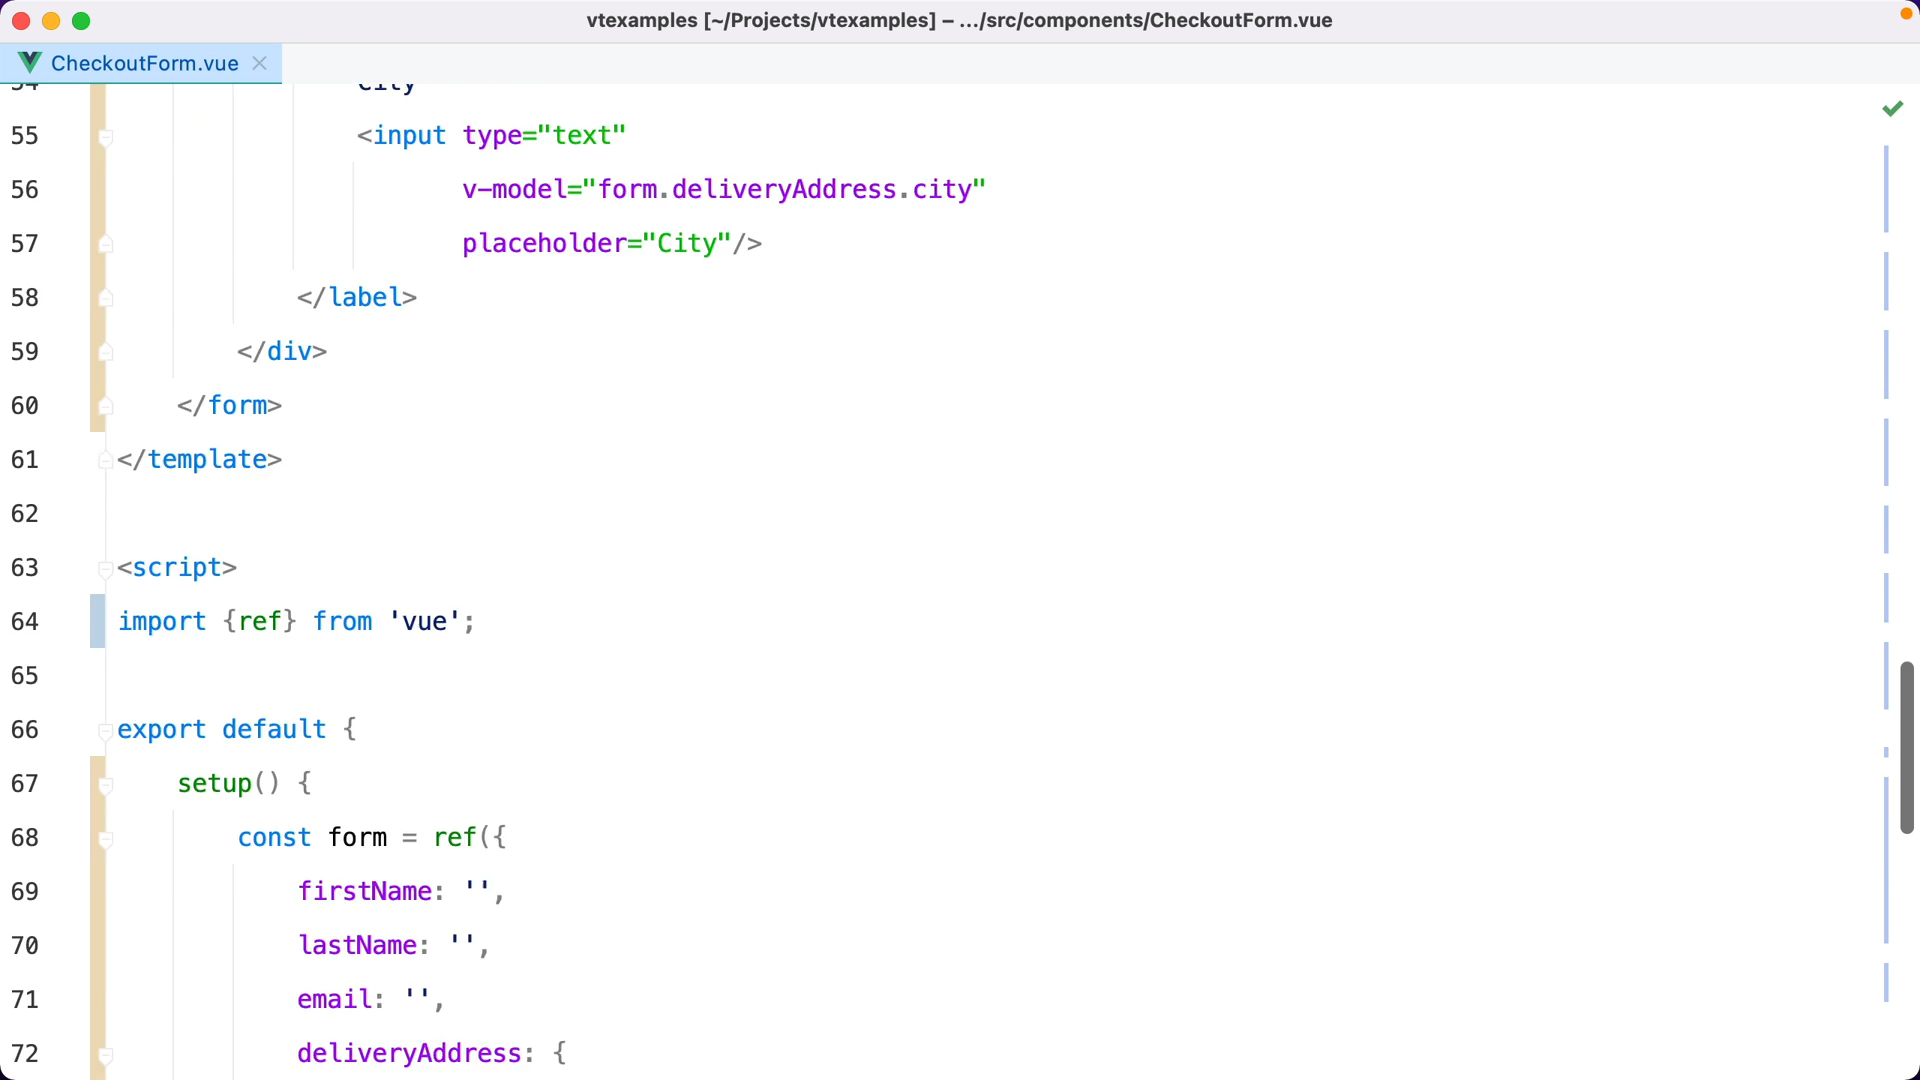 vtexamples [~/Projects/vtexamples] – .../src/components/CheckoutForm.vue
CheckoutForm.vue
54 City
55 <input type="text"
56 v-model="form.deliveryAddress.city"
57 placeholder="City"/>
58 </label>
59 </div>
60 </form>
61 </template>
62
63 <script>
64 import {ref} from 'vue';
65
66 export default {
67 setup() {
68 const form = ref({
69 firstName: '',
70 lastName: '',
71 email: '',
72 deliveryAddress: {